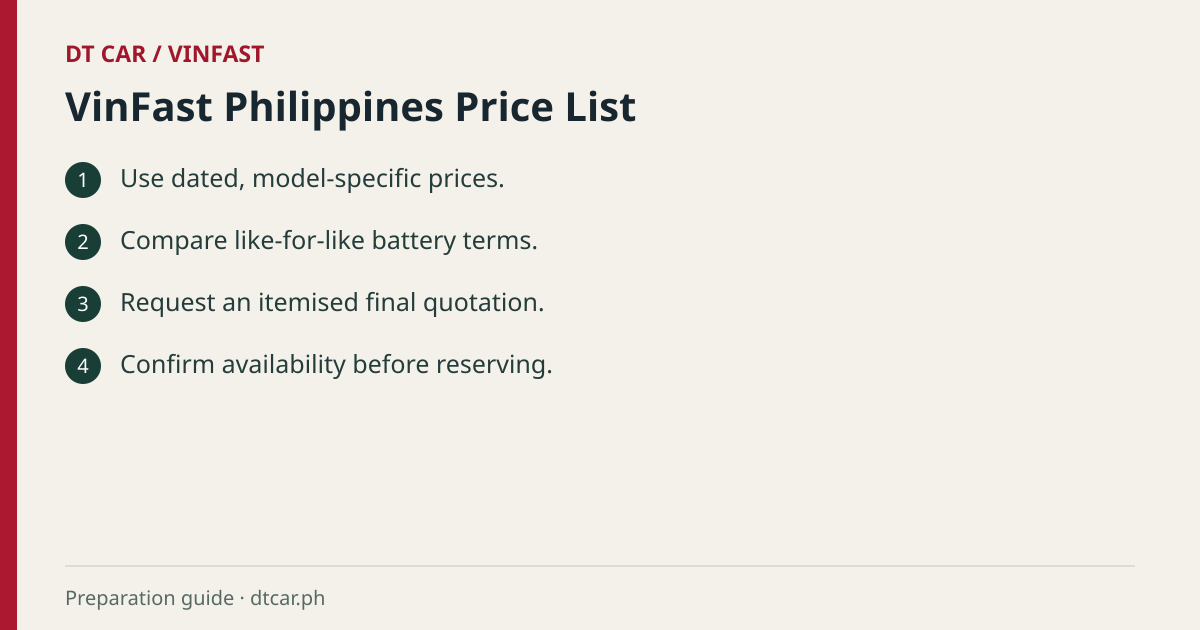 DT CAR / VINFAST
VinFast Philippines Price List
1 Use dated, model-specific prices.
2 Compare like-for-like battery terms.
3 Request an itemised final quotation.
4 Confirm availability before reserving.
Preparation guide · dtcar.ph